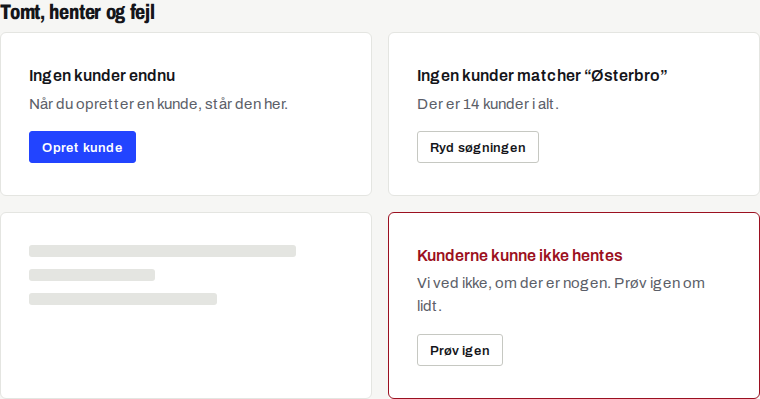 Tomt, henter og fejl
Ingen kunder endnu
Når du opretter en kunde, står den her.
Opret kunde
Ingen kunder matcher “Østerbro”
Der er 14 kunder i alt.
Ryd søgningen
Kunderne kunne ikke hentes
Vi ved ikke, om der er nogen. Prøv igen om
lidt.
Prøv igen